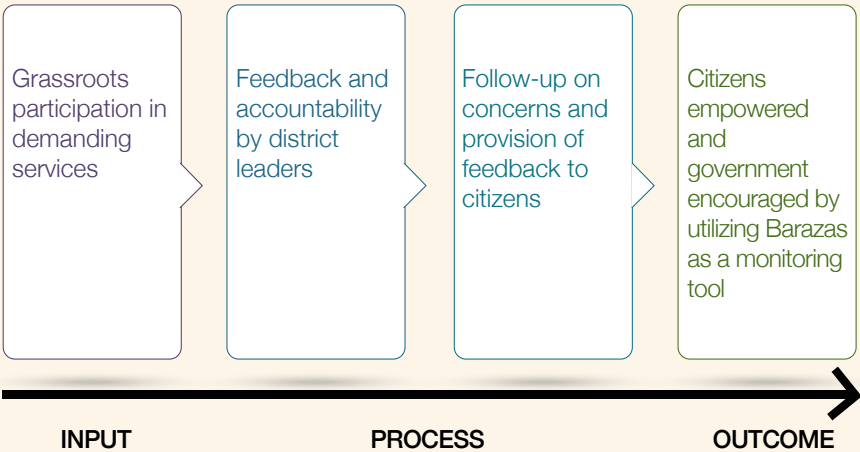 Grassroots
participation in
demanding
services
Feedback and
accountability
by district
leaders
Follow-up on
concerns and
provision of
feedback to
citizens
Citizens
empowered
and
government
encouraged by
utilizing Barazas
as a monitoring
tool
INPUT
PROCESS
OUTCOME